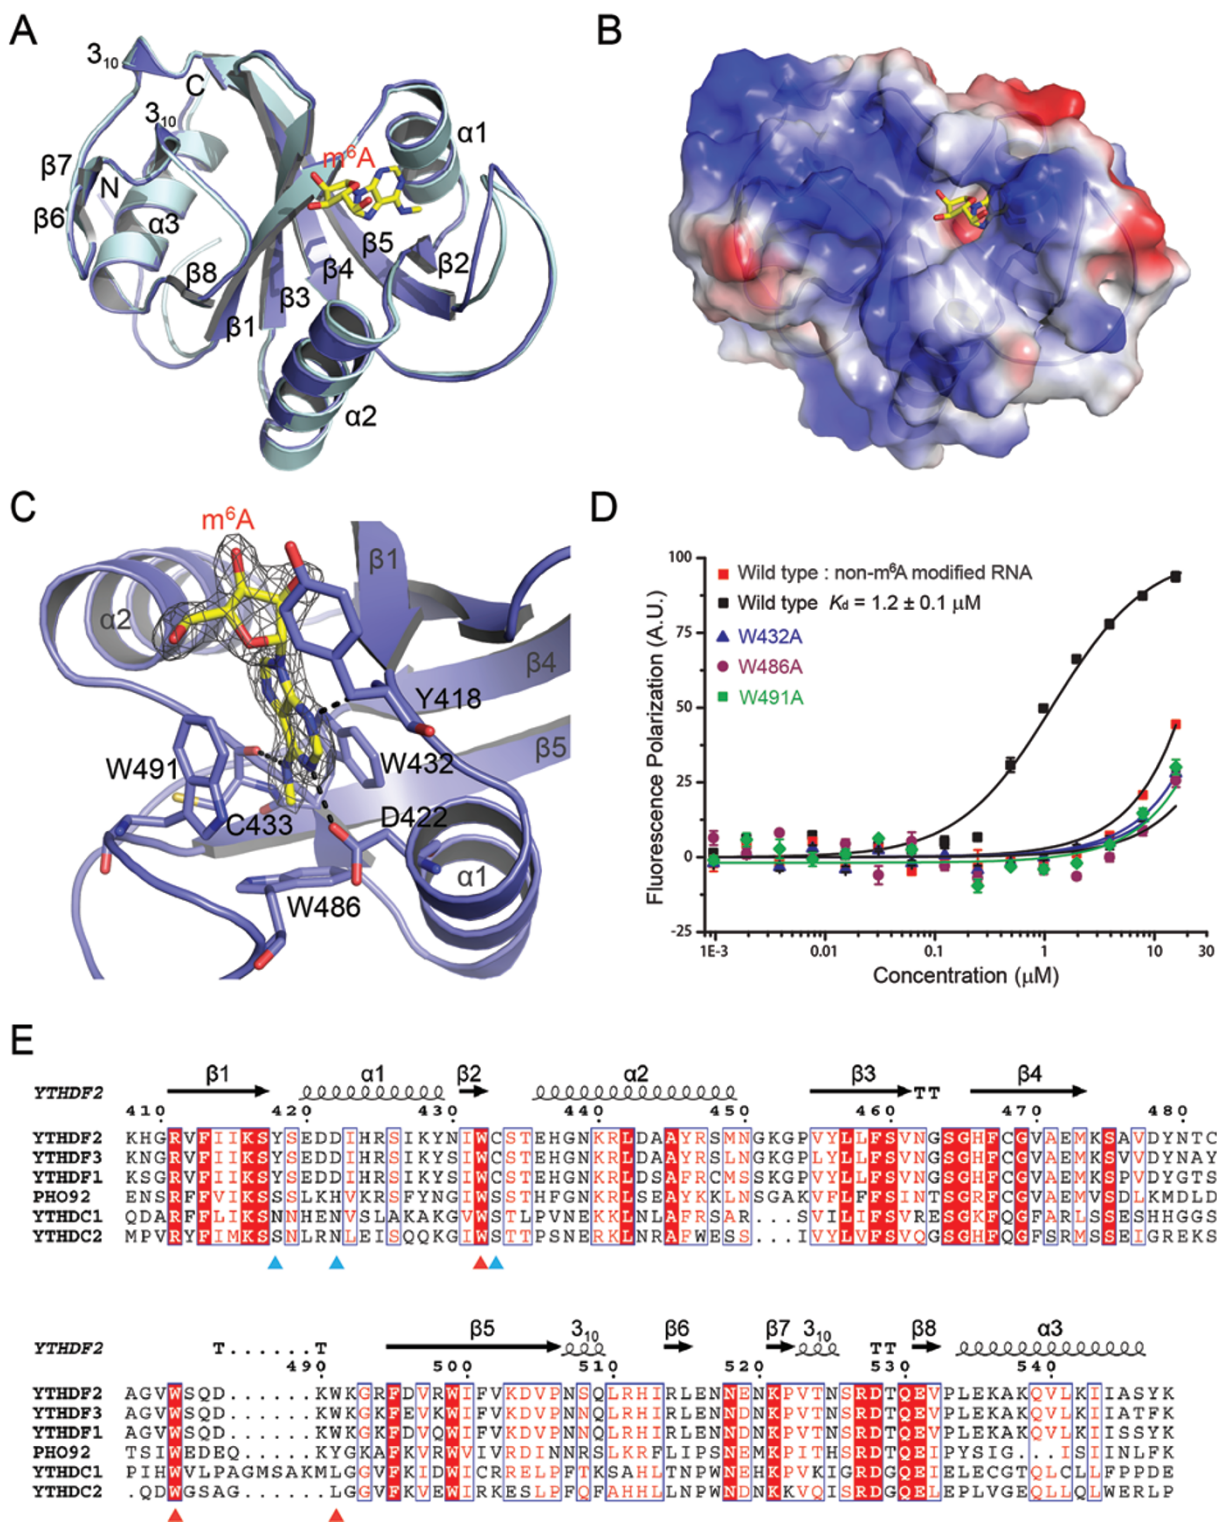 A
B
3₁₀
C
3₁₀
α1
m⁶A
β7
N
β6
α3
β5
β2
β8
β4
β3
β1
α2
C
D
m⁶A
β1
α2
β4
Y418
β5
W491
W432
C433
D422
α1
W486
100
75
50
25
0
-25
Fluorescence Polarization (A.U.)
Wild type : non-m⁶A modified RNA
Wild type Kd = 1.2 ± 0.1 μM
W432A
W486A
W491A
1E-3 0.01 0.1 1 10 30
Concentration (μM)
E
β1 α1 β2 α2 β3 β4
YTHDF2 TT
410 420 430 440 450 460 470 480
YTHDF2 KHGRVFIIKSYSEDDIHRSIKYNIWCSTEHGNKRLDAAYRSMNGKGPVYLLFSVNGSGHFCGVAEMKSAVDYNTC
YTHDF3 KNGRVFIIKSYSEDDIHRSIKYSIWCSTEHGNKRLDAAYRSLNGKGPLYLLFSVNGSGHFCGVAEMKSVVDYNAY
YTHDF1 KSGRVFIIKSYSEDDIHRSIKYSIWCSTEHGNKRLDSAFRCMSSKGPVYLLFSVNGSGHFCGVAEMKSPVDYGTS
PHO92 ENSRFFVIKSSSLKHVKRSFYNGIWSSTHFGNKRLSEAYRKLNSGAKVFLFFSINTSGRFCGVAEMVSDLKMDLD
YTHDC1 QDARFFLIKSNNHENVSLAKAKGVWSTLPVNEKKLNLAFRSAR...SVILIFSVRESGKFQGFARLSSESHHGGS
YTHDC2 MPVRYFIMKSSNLRNLEISQQKGIWSTTPSNERKLNRAFWESS...IVYLVFSVQGSGHFQGFSRMSSEIGREKS
β5 3₁₀ β6 β7 3₁₀ β8 α3
YTHDF2 T......T TT
490 500 510 520 530 540
YTHDF2 AGVWSQD......KWKGRFDVRWIFVKDVPNSQLRHIRLENNENKPVTNSRDTQEVPLEKAKQVLKIIASYK
YTHDF3 AGVWSQD......KWKGKFEVKWIFVKDVPNNQLRHIRLENNDNKPVTNSRDTQEVPLEKAKQVLKIIATFK
YTHDF1 AGVWSQD......KWKGKFDVQWIFVKDVPNNQLRHIRLENNDNKPVTNSRDTQEVPLEKAKQVLKIISSYK
PHO92 TSIWEDEQ.....KYGKAFKVRWVIVRDINNRSLKRFLIPSNEMKPITHSRDTQEIPYSIG..ISIINLFK
YTHDC1 PIHWVLPAGMSAKMLGGVFKIDWICRRELPFTKSAHLTNPWNEHKPVKIGRDGQEIELECGTQLCLLFPPDE
YTHDC2 .QDWGSAG......LGGVFKVEWIRKESLPFQFAHHLLNPWNDNKKVQISRDGQELEPLVGEQLLQLWERLP